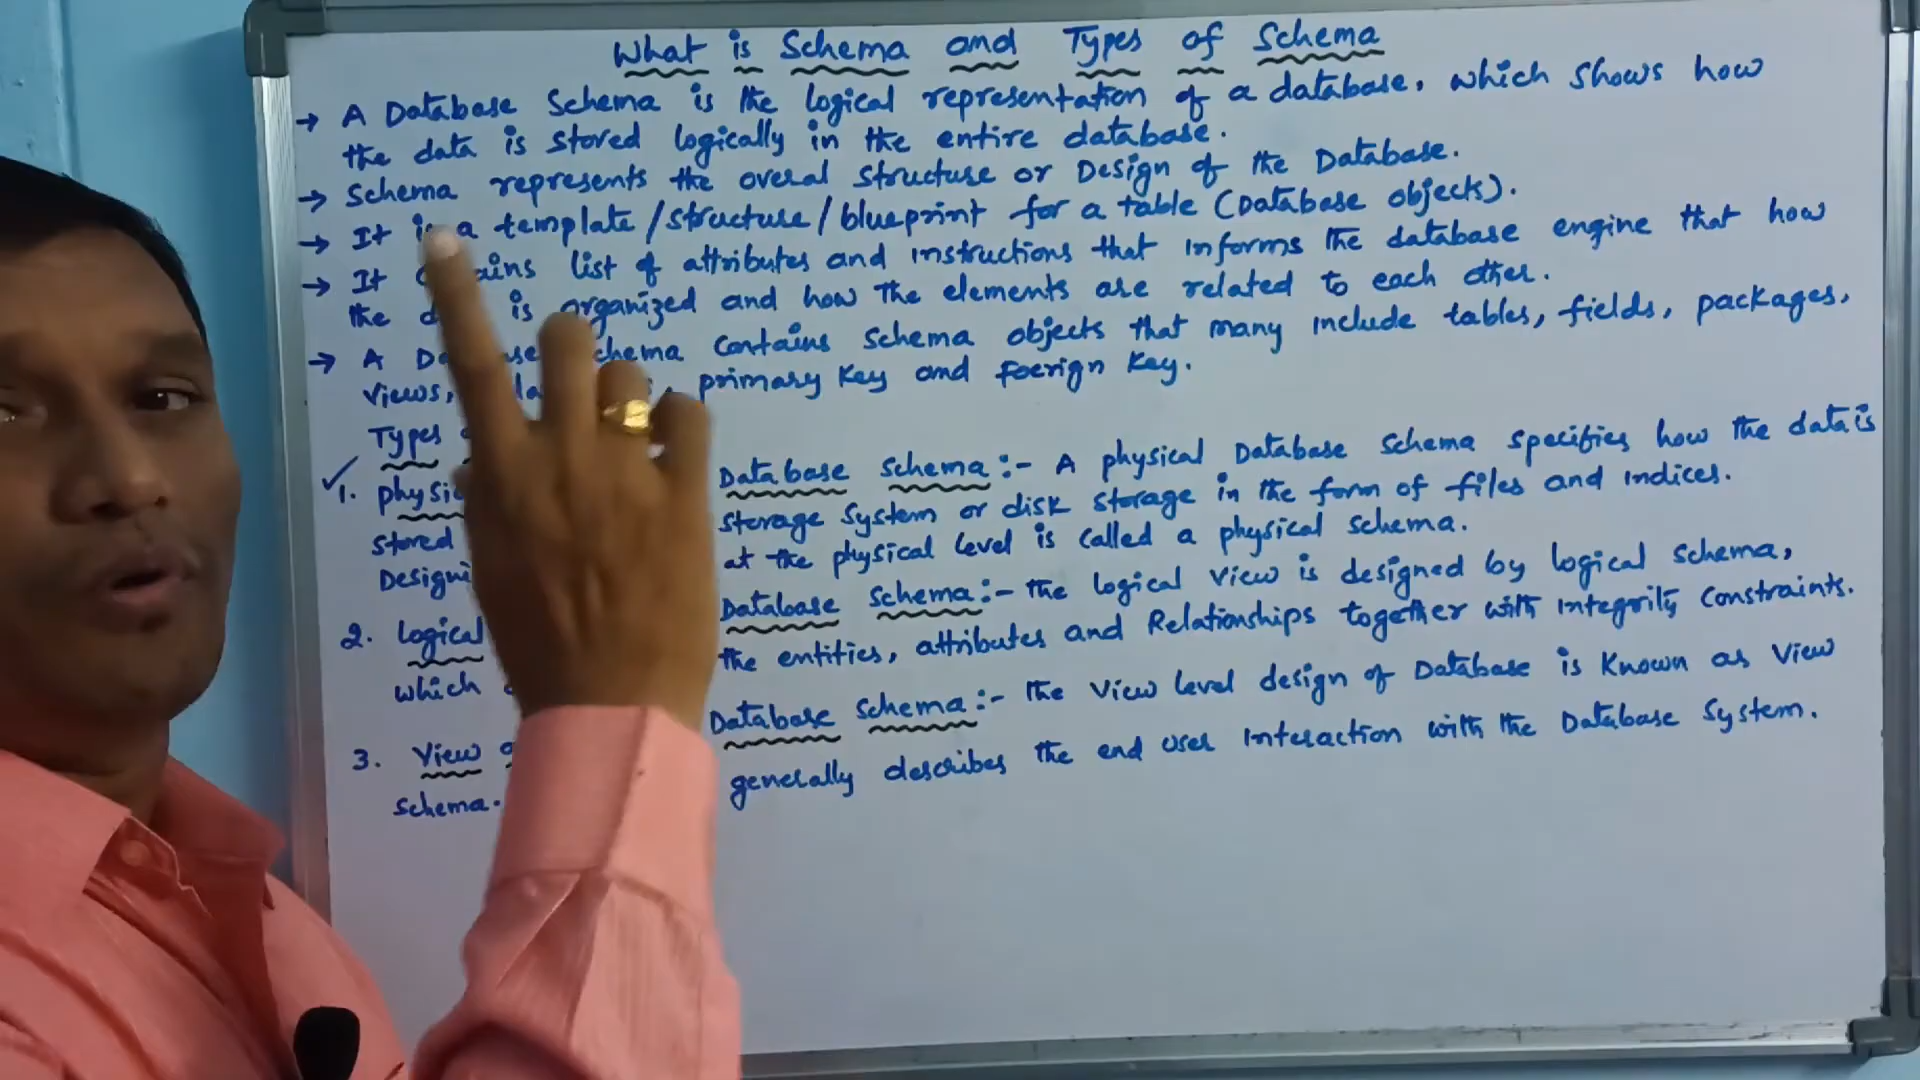 What is Schema and Types of Schema
→ A Database Schema is the logical representation of a database, which shows how
the data is stored logically in the entire database.
→ Schema represents the overal structure or Design of the Database.
→ It is a template/structure/blueprint for a table (Database objects).
→ It list of attributes and instructions that informs the database engine that how
the is organized and how the elements are related to each other.
→ A Schema contains schema objects that many include tables, fields, packages,
views, primary key and foerign key.
Types
✓ 1. Database Schema:- A physical Database schema specifies how the data is
stored storage system or disk storage in the form of files and indices.
at the physical level is called a physical schema.
2. Logical Database Schema:- the logical view is designed by logical schema,
which the entities, attributes and Relationships together with integrity constraints.
3. View Database Schema:- the view level design of Database is known as view
schema. generally describes the end user interaction with the Database system.